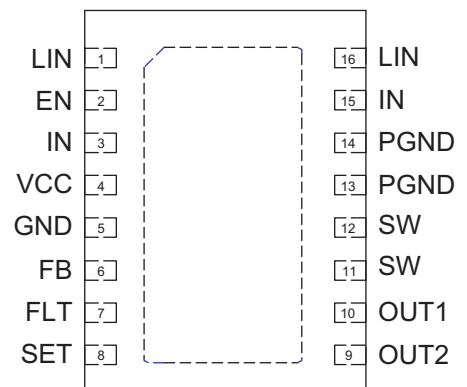 LIN 1 16 LIN
EN 2 15 IN
IN 3 14 PGND
VCC 4 13 PGND
GND 5 12 SW
FB 6 11 SW
FLT 7 10 OUT1
SET 8 9 OUT2